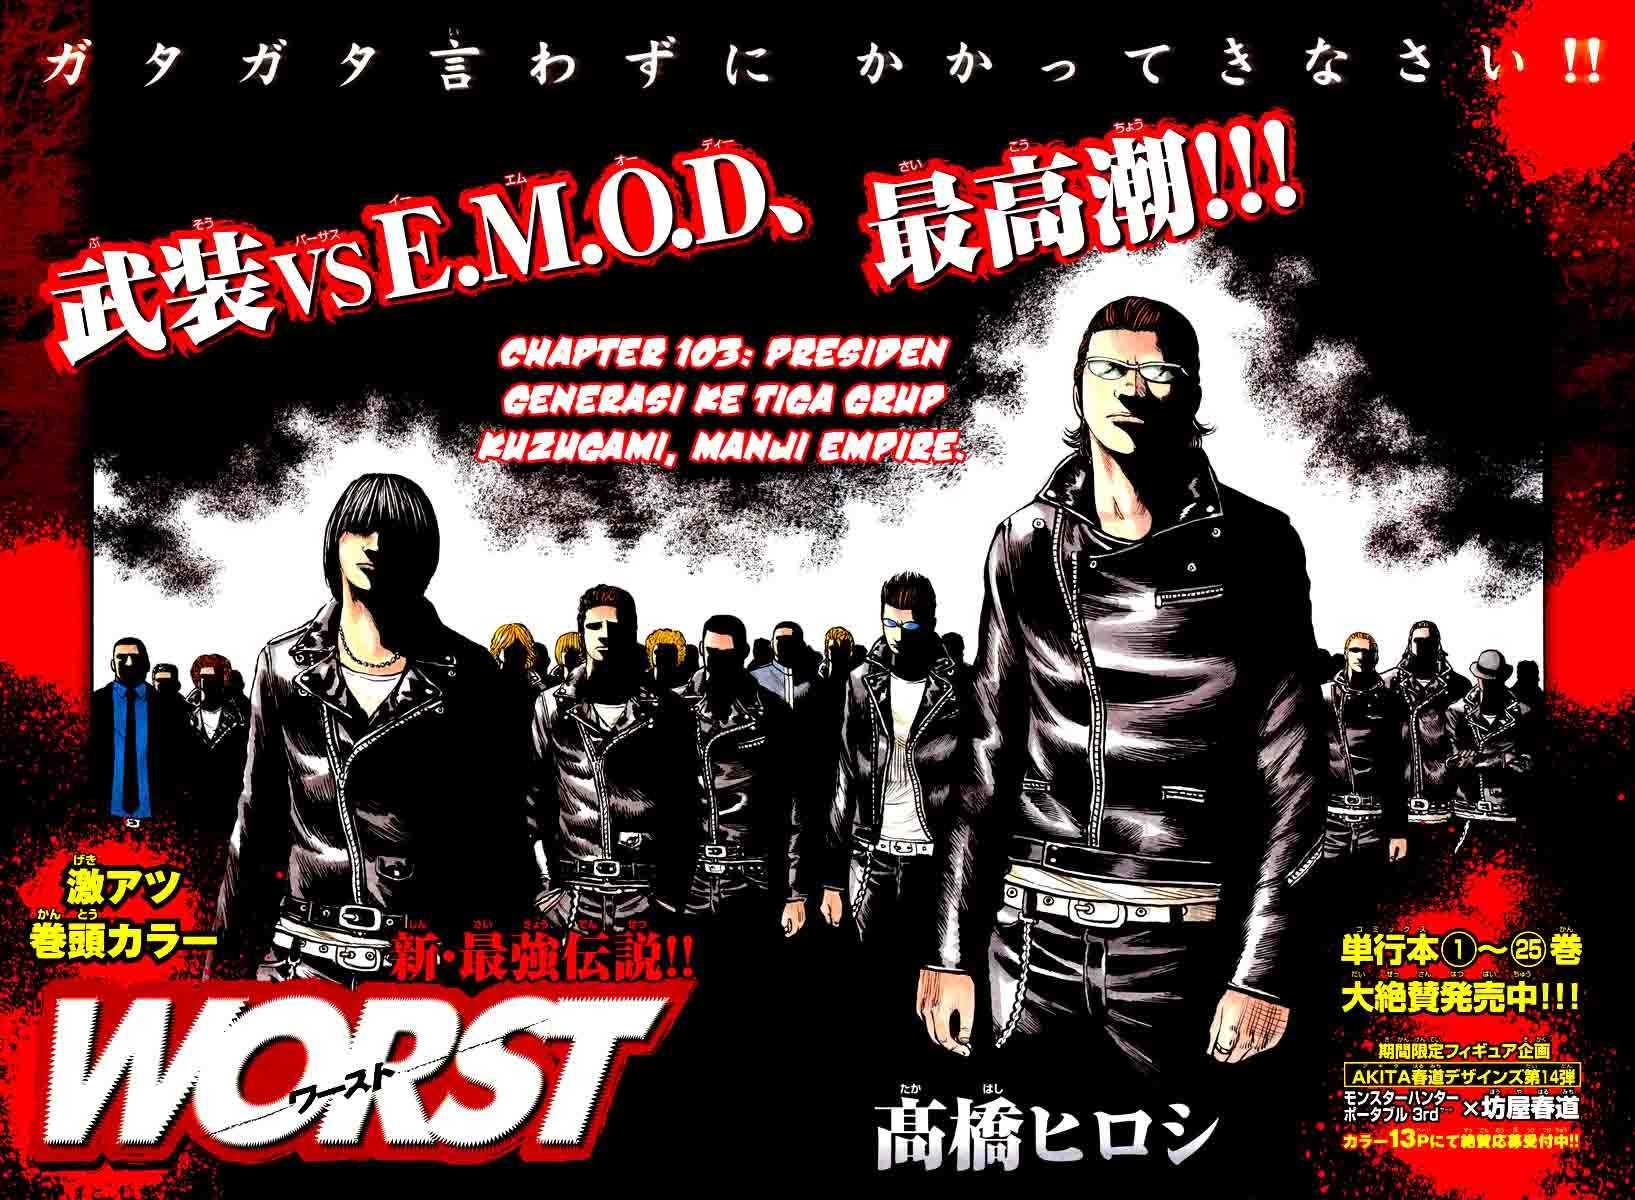 ガタガタ言わずに かかってきなさい!!
武装VS E.M.O.D、最高潮!!!
CHAPTER 103: PRESIDEN
GENERASI KE TIGA GRUP
KUZUGAMI, MANJI EMPIRE.
激アツ
巻頭カラー
新・最強伝説!!
WORST
ワースト
髙橋ヒロシ
単行本①〜㉕巻
大絶賛発売中!!!
期間限定フィギュア企画
AKITA春道デザインズ第14弾
モンスターハンター
ポータブル 3rd
×坊屋春道
カラー13Pにて絶賛応募受付中!!